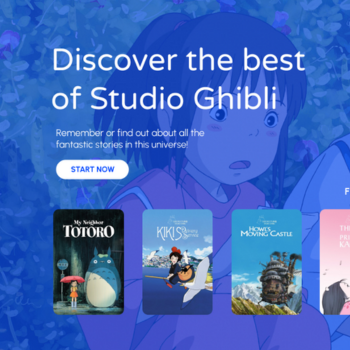 Discover the best
of Studio Ghibli
Remember or find out about all the
fantastic stories in this universe!
START NOW
F
My Neighbor
TOTORO
KIKI'S
Delivery
Service
HOWL'S
MOVING CASTLE